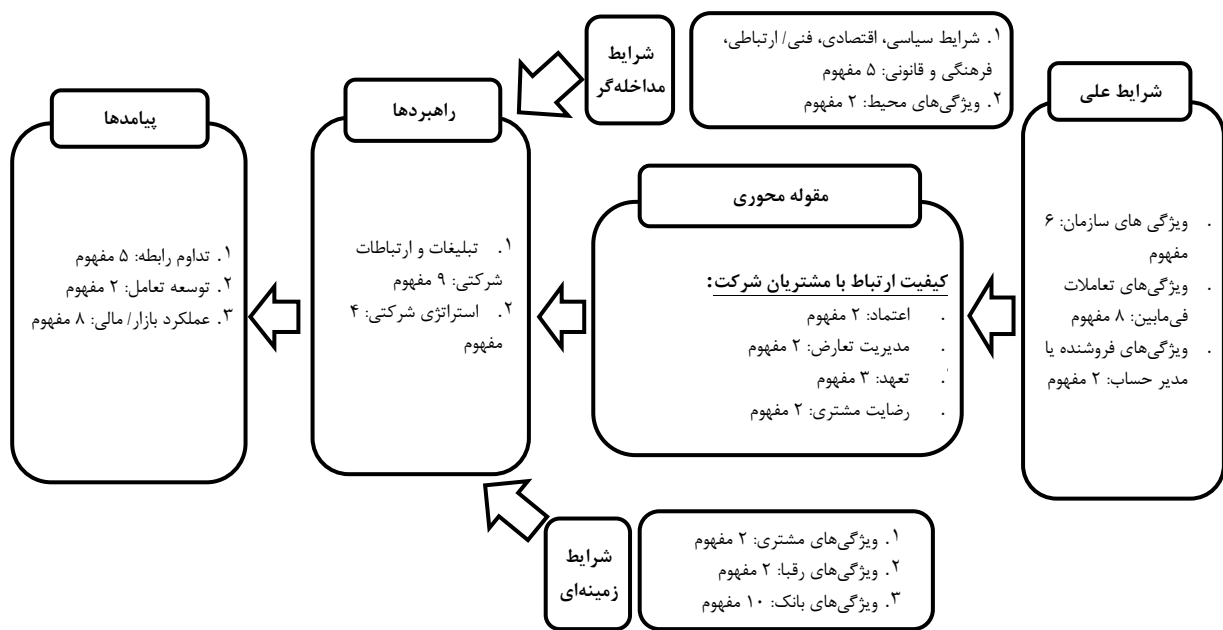 شرایط علی
. ویژگی های سازمان: ۶
مفهوم
. ویژگی‌های تعاملات
فی‌مابین: ۸ مفهوم
. ویژگی‌های فروشنده یا
مدیر حساب: ۲ مفهوم
شرایط
مداخله‌گر
۱. شرایط سیاسی، اقتصادی، فنی/ ارتباطی،
فرهنگی و قانونی: ۵ مفهوم
۲. ویژگی‌های محیط: ۲ مفهوم
مقوله محوری
کیفیت ارتباط با مشتریان شرکت:
. اعتماد: ۲ مفهوم
. مدیریت تعارض: ۲ مفهوم
. تعهد: ۳ مفهوم
. رضایت مشتری: ۲ مفهوم
شرایط
زمینه‌ای
۱. ویژگی‌های مشتری: ۲ مفهوم
۲. ویژگی‌های رقبا: ۲ مفهوم
۳. ویژگی‌های بانک: ۱۰ مفهوم
راهبردها
۱. تبلیغات و ارتباطات
شرکتی: ۹ مفهوم
۲. استراتژی شرکتی: ۴
مفهوم
پیامدها
۱. تداوم رابطه: ۵ مفهوم
۲. توسعه تعامل: ۲ مفهوم
۳. عملکرد بازار/ مالی: ۸ مفهوم